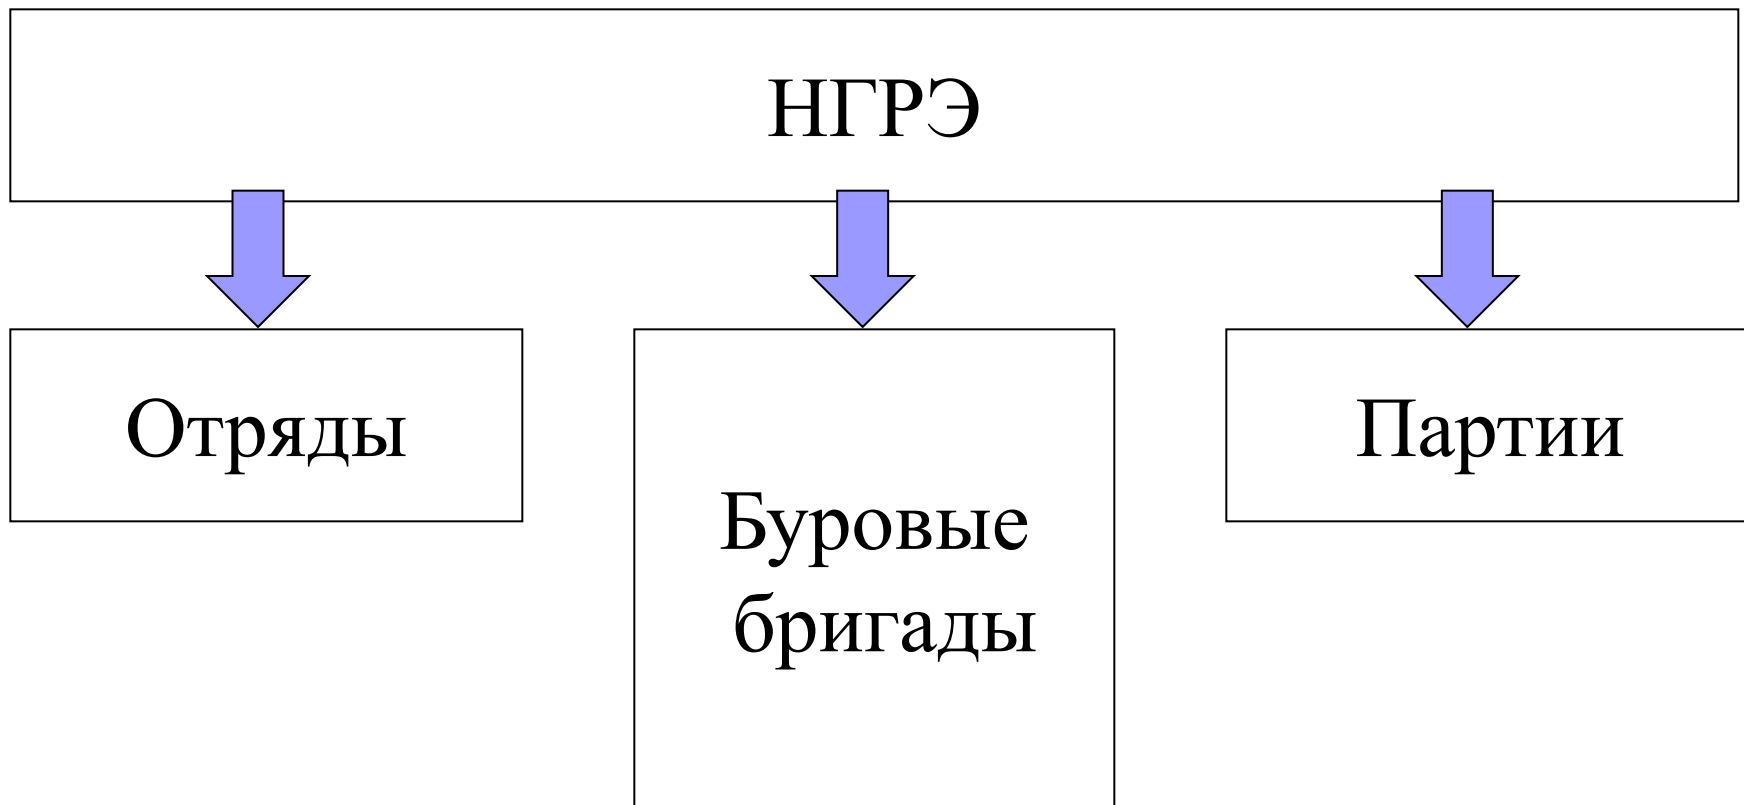 НГРЭ
Отряды
Буровые
бригады
Партии